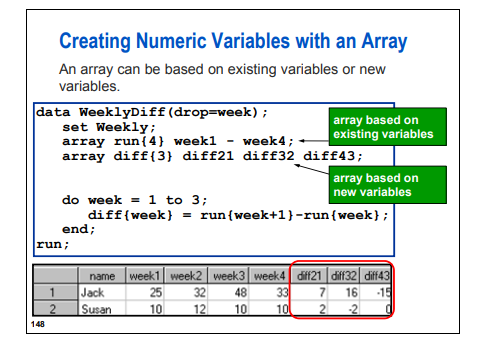 Creating Numeric Variables with an Array
An array can be based on existing variables or new
variables.
data WeeklyDiff(drop=week);
set Weekly;
array run{4} week1 - week4;
array diff{3} diff21 diff32 diff43;
array based on
existing variables
array based on
new variables
do week = 1 to 3;
diff{week} = run{week+1}-run{week};
end;
run;
name week1 week2 week3 week4 diff21 diff32 diff43
1 Jack 25 32 48 33 7 16 -15
2 Susan 10 12 10 10 2 -2 0
148